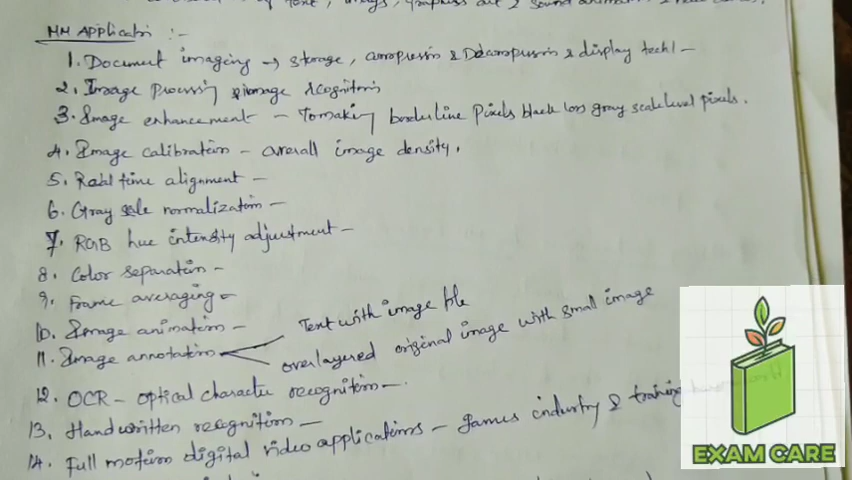 MM Application :-
1. Document imaging → storage, compression & Decompression & display techl -
2. Image Processing & image recognition
3. Image enhancement - To making borderline Pixels black loss gray scale level pixels.
4. Image calibration - overall image density.
5. Real time alignment -
6. Gray scale normalization -
7. RGB hue intensity adjustment -
8. Color separation -
9. Frame averaging -
10. Image animation -
Text with image file
11. Image annotation
overlayered original image with small image
12. OCR - optical character recognition -.
13. Handwritten recognition -
14. Full motion digital video applications - games industry & training
EXAM CARE